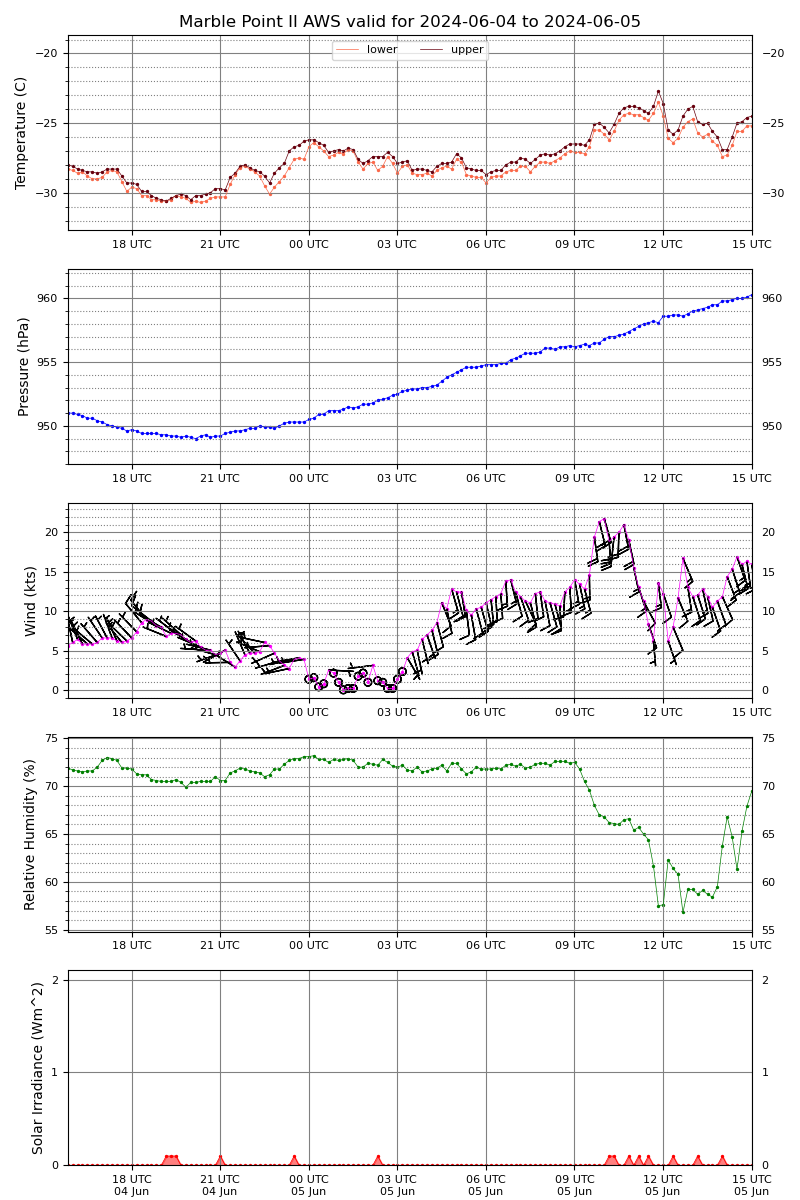 Marble Point II AWS valid for 2024-06-04 to 2024-06-05
lower upper
Temperature (C)
−20 −20
−25 −25
−30 −30
18 UTC 21 UTC 00 UTC 03 UTC 06 UTC 09 UTC 12 UTC 15 UTC
Pressure (hPa)
960 960
955 955
950 950
18 UTC 21 UTC 00 UTC 03 UTC 06 UTC 09 UTC 12 UTC 15 UTC
Wind (kts)
20 20
15 15
10 10
5 5
0 0
18 UTC 21 UTC 00 UTC 03 UTC 06 UTC 09 UTC 12 UTC 15 UTC
Relative Humidity (%)
75 75
70 70
65 65
60 60
55 55
18 UTC 21 UTC 00 UTC 03 UTC 06 UTC 09 UTC 12 UTC 15 UTC
Solar Irradiance (Wm^2)
2 2
1 1
0 0
18 UTC 21 UTC 00 UTC 03 UTC 06 UTC 09 UTC 12 UTC 15 UTC
04 Jun 04 Jun 05 Jun 05 Jun 05 Jun 05 Jun 05 Jun 05 Jun